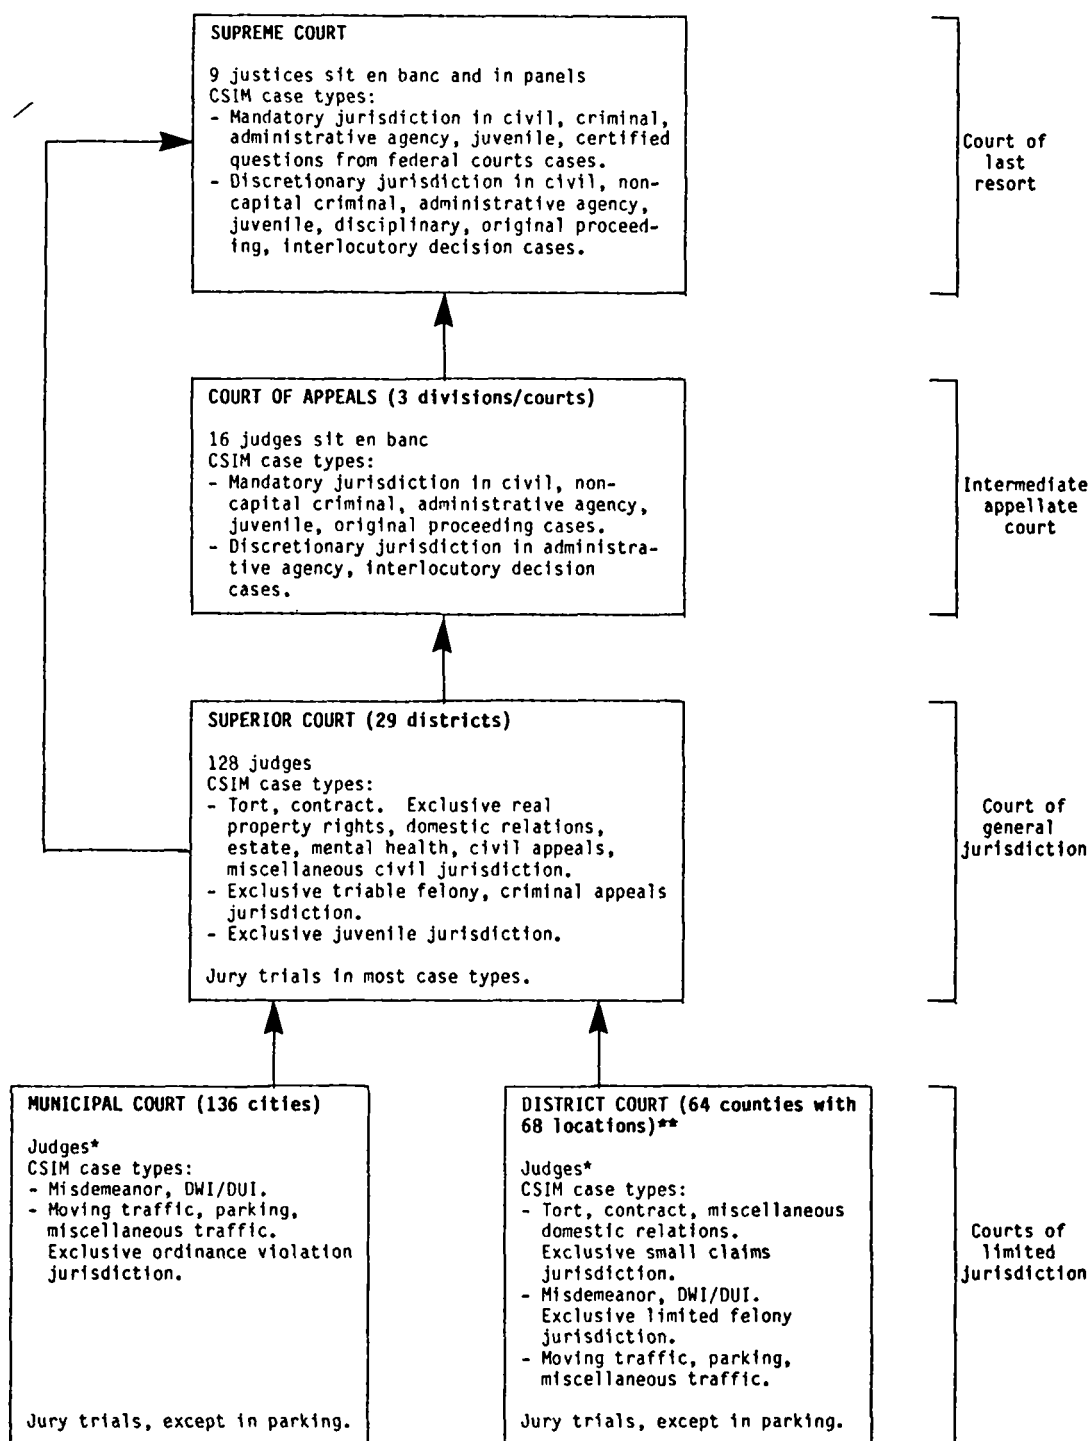 SUPREME COURT
9 justices sit en banc and in panels
CSIM case types:
- Mandatory jurisdiction in civil, criminal,
administrative agency, juvenile, certified
questions from federal courts cases.
- Discretionary jurisdiction in civil, non-
capital criminal, administrative agency,
juvenile, disciplinary, original proceed-
ing, interlocutory decision cases.
Court of
last
resort
COURT OF APPEALS (3 divisions/courts)
16 judges sit en banc
CSIM case types:
- Mandatory jurisdiction in civil, non-
capital criminal, administrative agency,
juvenile, original proceeding cases.
- Discretionary jurisdiction in administra-
tive agency, interlocutory decision
cases.
Intermediate
appellate
court
SUPERIOR COURT (29 districts)
128 judges
CSIM case types:
- Tort, contract. Exclusive real
property rights, domestic relations,
estate, mental health, civil appeals,
miscellaneous civil jurisdiction.
- Exclusive triable felony, criminal appeals
jurisdiction.
- Exclusive juvenile jurisdiction.
Jury trials in most case types.
Court of
general
jurisdiction
MUNICIPAL COURT (136 cities)
Judges*
CSIM case types:
- Misdemeanor, DWI/DUI.
- Moving traffic, parking,
miscellaneous traffic.
Exclusive ordinance violation
jurisdiction.
Jury trials, except in parking.
DISTRICT COURT (64 counties with
68 locations)**
Judges*
CSIM case types:
- Tort, contract, miscellaneous
domestic relations.
Exclusive small claims
jurisdiction.
- Misdemeanor, DWI/DUI.
Exclusive limited felony
jurisdiction.
- Moving traffic, parking,
miscellaneous traffic.
Jury trials, except in parking.
Courts of
limited
jurisdiction